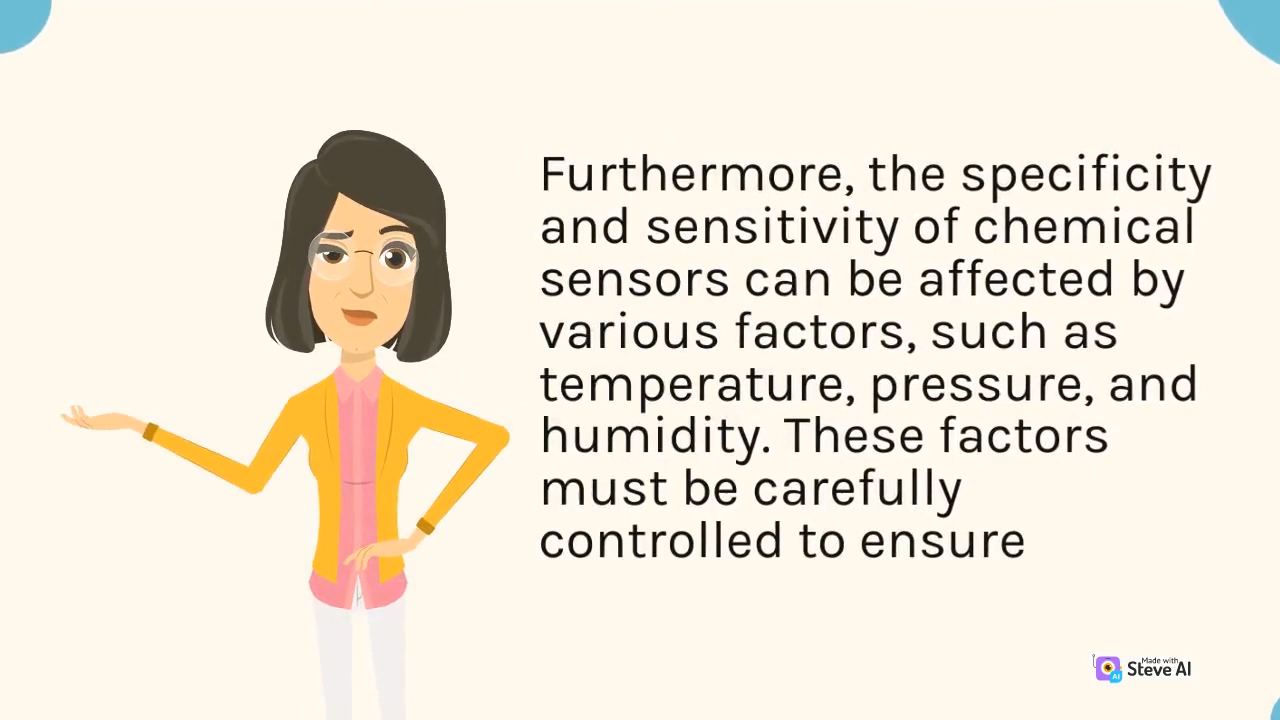 Furthermore, the specificity
and sensitivity of chemical
sensors can be affected by
various factors, such as
temperature, pressure, and
humidity. These factors
must be carefully
controlled to ensure
Made with
Steve AI
AI